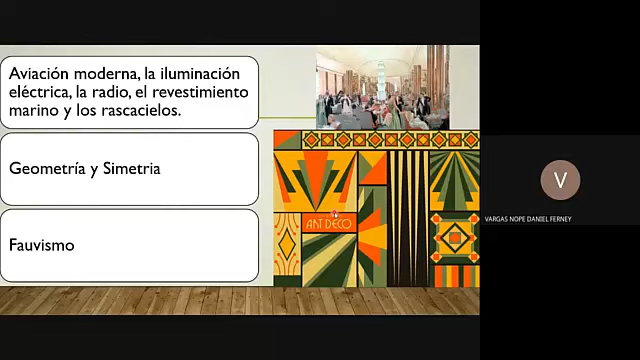 Aviación moderna, la iluminación
eléctrica, la radio, el revestimiento
marino y los rascacielos.
Geometría y Simetria
Fauvismo
ART DECO
V
VARGAS NOPE DANIEL FERNEY